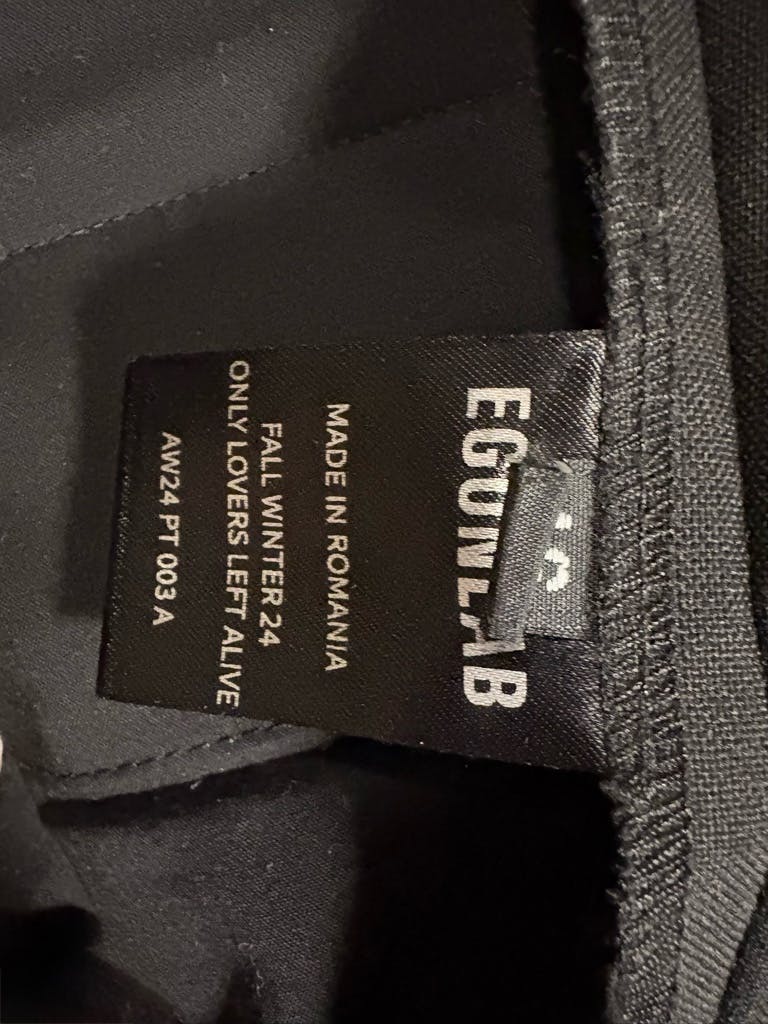 EGONLAB
MADE IN ROMANIA
FALL WINTER 24
ONLY LOVERS LEFT ALIVE
AW24 PT 003 A